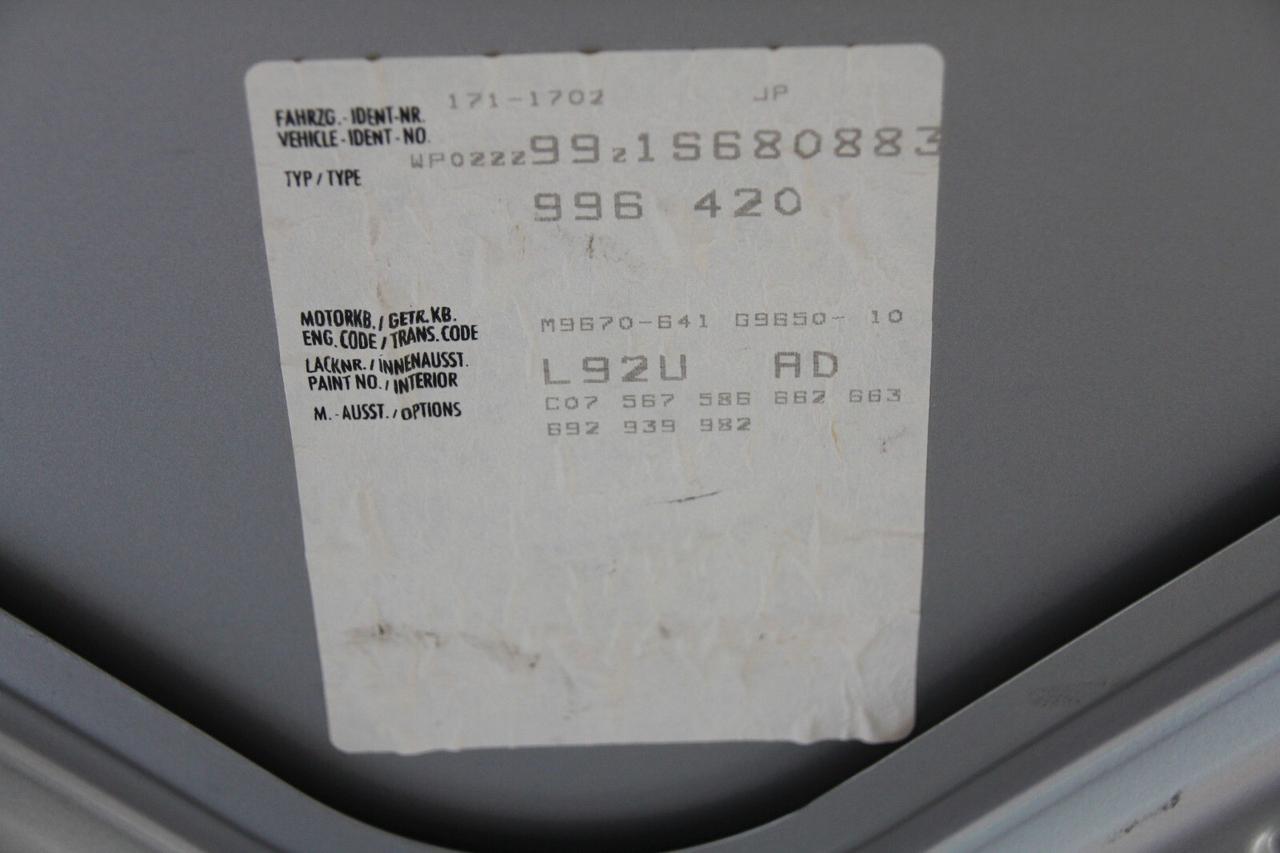 171-1702 JP
FAHRZG.-IDENT-NR.
VEHICLE-IDENT-NO.
WP0ZZZ99Z1S680883
TYP/TYPE
996 420
MOTORKB./GETR.KB.
ENG.CODE/TRANS.CODE
M9670-641 G9650- 10
LACKNR./INNENAUSST.
PAINT NO./INTERIOR
L92U AD
M.-AUSST./OPTIONS
C07 567 586 662 663
692 939 982